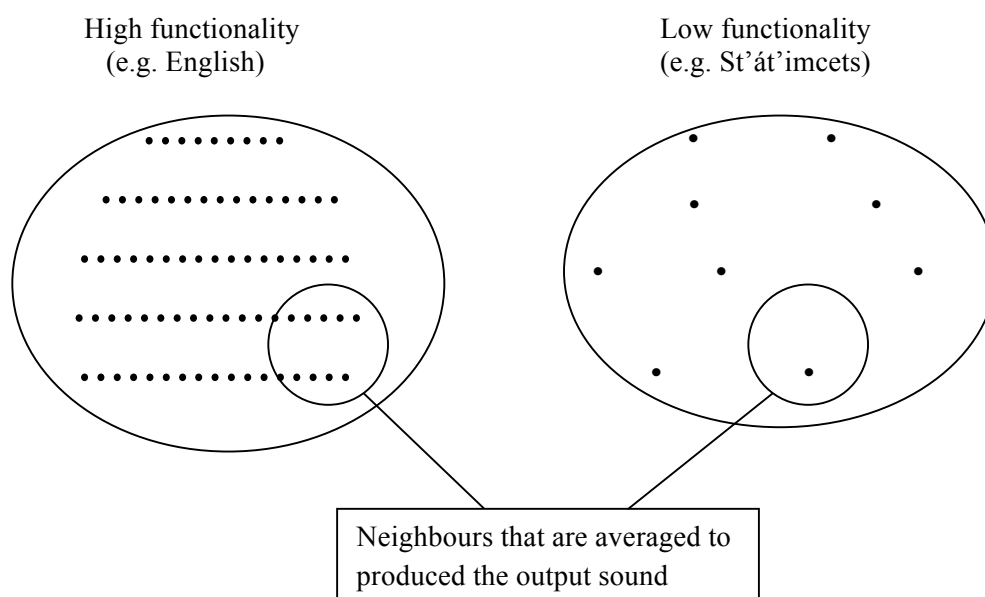 High functionality
(e.g. English)
Low functionality
(e.g. St’át’imcets)
Neighbours that are averaged to
produced the output sound